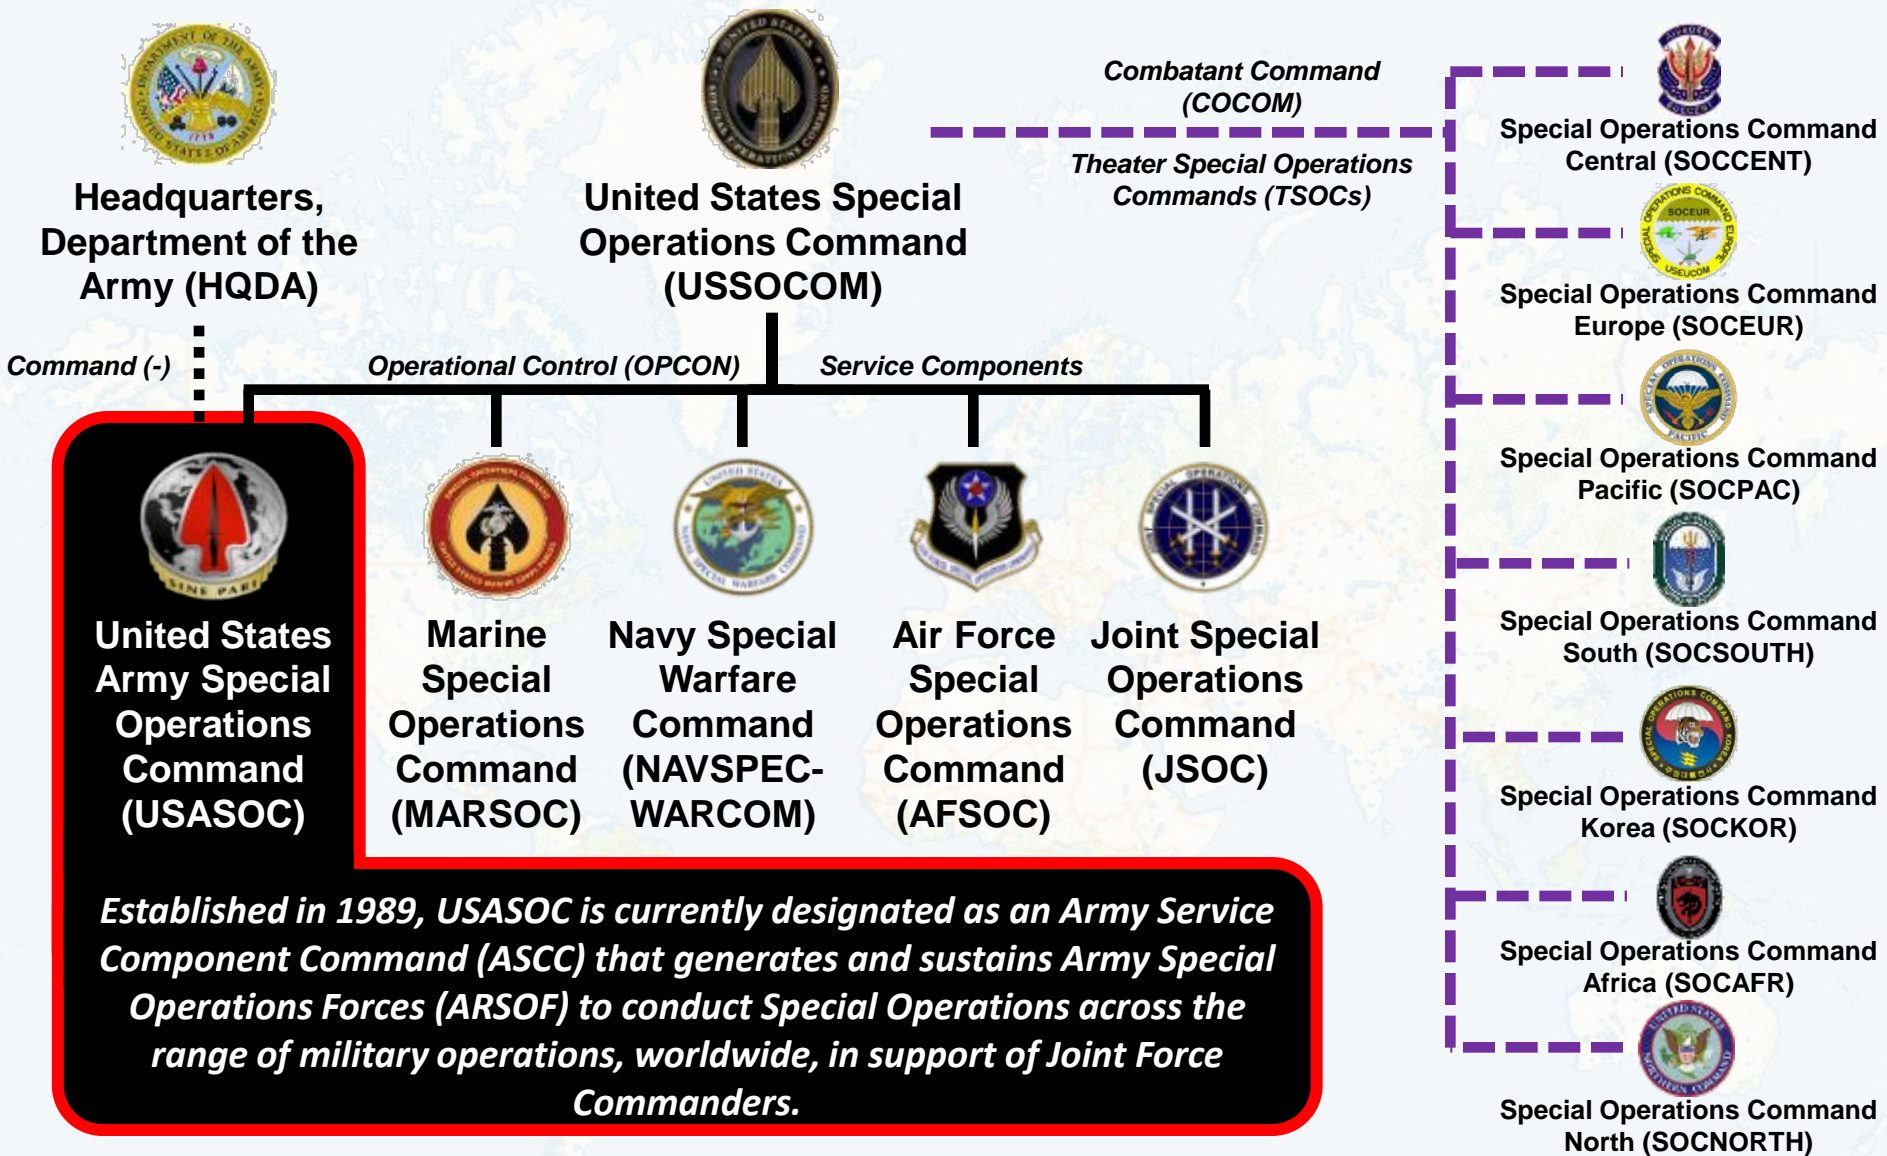 Headquarters,
Department of the
Army (HQDA)
United States Special
Operations Command
(USSOCOM)
Combatant Command
(COCOM)
Theater Special Operations
Commands (TSOCs)
Command (-)
Operational Control (OPCON)
Service Components
SINE PARI
United States
Army Special
Operations
Command
(USASOC)
Marine
Special
Operations
Command
(MARSOC)
Navy Special
Warfare
Command
(NAVSPEC-
WARCOM)
Air Force
Special
Operations
Command
(AFSOC)
Joint Special
Operations
Command
(JSOC)
Established in 1989, USASOC is currently designated as an Army Service
Component Command (ASCC) that generates and sustains Army Special
Operations Forces (ARSOF) to conduct Special Operations across the
range of military operations, worldwide, in support of Joint Force
Commanders.
Special Operations Command
Central (SOCCENT)
SOCEUR
USEUCOM
Special Operations Command
Europe (SOCEUR)
Special Operations Command
Pacific (SOCPAC)
Special Operations Command
South (SOCSOUTH)
Special Operations Command
Korea (SOCKOR)
Special Operations Command
Africa (SOCAFR)
Special Operations Command
North (SOCNORTH)